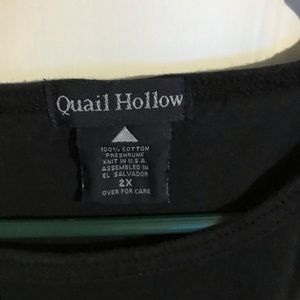 Quail Hollow
100% COTTON
PRESHRUNK
KNIT IN U.S.A.
ASSEMBLED IN
EL SALVADOR
2X
OVER FOR CARE